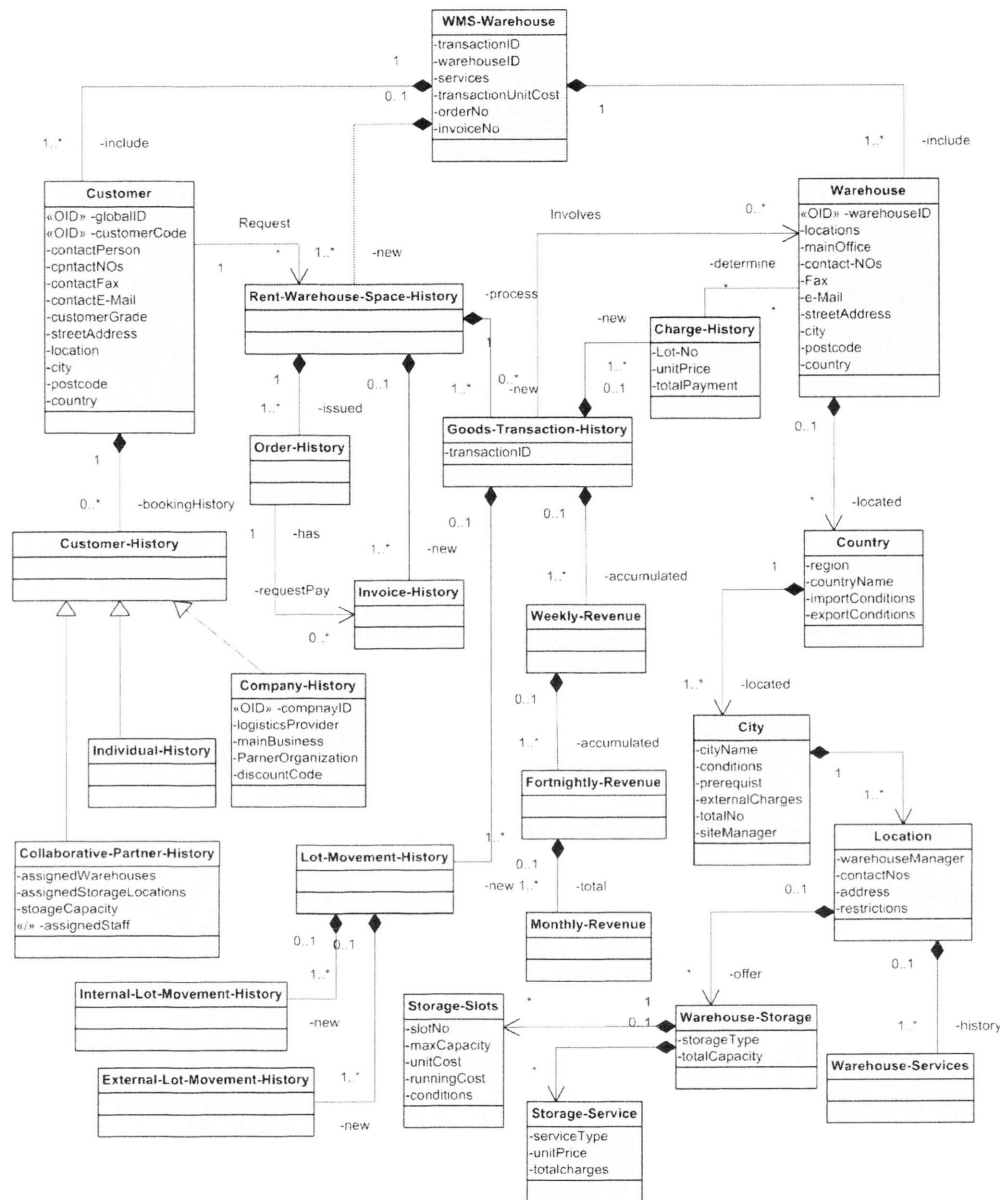 WMS-Warehouse
-transactionID
-warehouseID
-services
-transactionUnitCost
-orderNo
-invoiceNo
1
0..1
1
1..*
-include
1..*
-include
Customer
«OID» -globalID
«OID» -customerCode
-contactPerson
-cpntactNOs
-contactFax
-contactE-Mail
-customerGrade
-streetAddress
-location
-city
-postcode
-country
Request
1
*
1..*
-new
Involves
0..*
Warehouse
«OID» -warehouseID
-locations
-mainOffice
-contact-NOs
-Fax
-e-Mail
-streetAddress
-city
-postcode
-country
-determine
*
*
Rent-Warehouse-Space-History
-process
1
-new
1..*
0..1
Charge-History
-Lot-No
-unitPrice
-totalPayment
1
1..*
-issued
0..1
1..*
0..*
-new
Goods-Transaction-History
-transactionID
Order-History
0..1
*
-located
1
0..*
-bookingHistory
Customer-History
1
-has
1..*
-new
-requestPay
0..*
Invoice-History
0..1
0..1
1..*
-accumulated
Country
-region
-countryName
-importConditions
-exportConditions
1
1..*
-located
Weekly-Revenue
0..1
1..*
-accumulated
Company-History
«OID» -compnayID
-logisticsProvider
-mainBusiness
-ParnerOrganization
-discountCode
Individual-History
City
-cityName
-conditions
-prerequist
-externalCharges
-totalNo
-siteManager
1
1..*
Fortnightly-Revenue
0..1
1..*
-total
Location
-warehouseManager
-contactNos
-address
-restrictions
0..1
0..1
Collaborative-Partner-History
-assignedWarehouses
-assignedStorageLocations
-stoageCapacity
«/» -assignedStaff
Lot-Movement-History
1..*
-new
Monthly-Revenue
0..1
0..1
1..*
-new
Internal-Lot-Movement-History
*
-offer
Storage-Slots
-slotNo
-maxCapacity
-unitCost
-runningCost
-conditions
*
1
0..1
*
Warehouse-Storage
-storageType
-totalCapacity
1..*
-history
Warehouse-Services
External-Lot-Movement-History
1..*
-new
Storage-Service
-serviceType
-unitPrice
-totalcharges